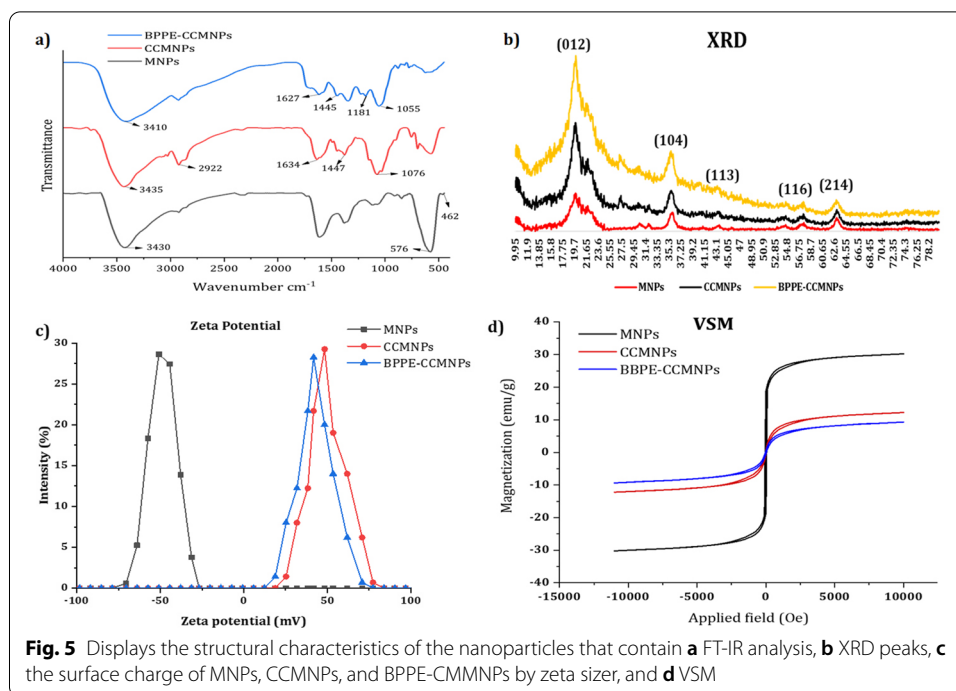 a)
BPPE-CCMNPs
CCMNPs
MNPs
1627
1445
1181
1055
3410
2922
1634
1447
1076
3435
462
3430
576
Transmittance
4000 3500 3000 2500 2000 1500 1000 500
Wavenumber cm-1
b)
XRD
(012)
(104)
(113)
(116)
(214)
9.95 11.9 13.85 15.8 17.75 19.7 21.65 23.6 25.55 27.5 29.45 31.4 33.35 35.3 37.25 39.2 41.15 43.1 45.05 47 48.95 50.9 52.85 54.8 56.75 58.7 60.65 62.6 64.55 66.5 68.45 70.4 72.35 74.3 76.25 78.2
MNPs CCMNPs BPPE-CCMNPs
c)
Zeta Potential
MNPs
CCMNPs
BPPE-CCMNPs
Intensity (%)
30
25
20
15
10
5
0
-100 -50 0 50 100
Zeta potential (mV)
d)
VSM
MNPs
CCMNPs
BBPE-CCMNPs
Magnetization (emu/g)
40
30
20
10
0
-10
-20
-30
-40
-15000 -10000 -5000 0 5000 10000
Applied field (Oe)
Fig. 5 Displays the structural characteristics of the nanoparticles that contain a FT-IR analysis, b XRD peaks, c
the surface charge of MNPs, CCMNPs, and BPPE-CMMNPs by zeta sizer, and d VSM